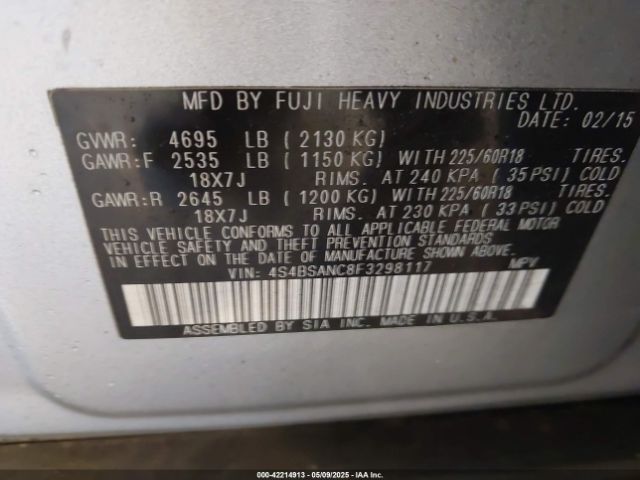 MFD BY FUJI HEAVY INDUSTRIES LTD.
DATE: 02/15
GVWR: 4695 LB ( 2130 KG)
GAWR:F 2535 LB ( 1150 KG) WITH 225/60R18 TIRES.
18X7J RIMS. AT 240 KPA ( 35 PSI) COLD
GAWR:R 2645 LB ( 1200 KG) WITH 225/60R18 TIRES.
18X7J RIMS. AT 230 KPA ( 33 PSI) COLD
THIS VEHICLE CONFORMS TO ALL APPLICABLE FEDERAL MOTOR
VEHICLE SAFETY AND THEFT PREVENTION STANDARDS
IN EFFECT ON THE DATE OF MANUFACTURE SHOWN ABOVE.
VIN: 4S4BSANC8F3298117 MPV
ASSEMBLED BY SIA INC. MADE IN U.S.A.
000-42214913 - 05/09/2025 - IAA Inc.